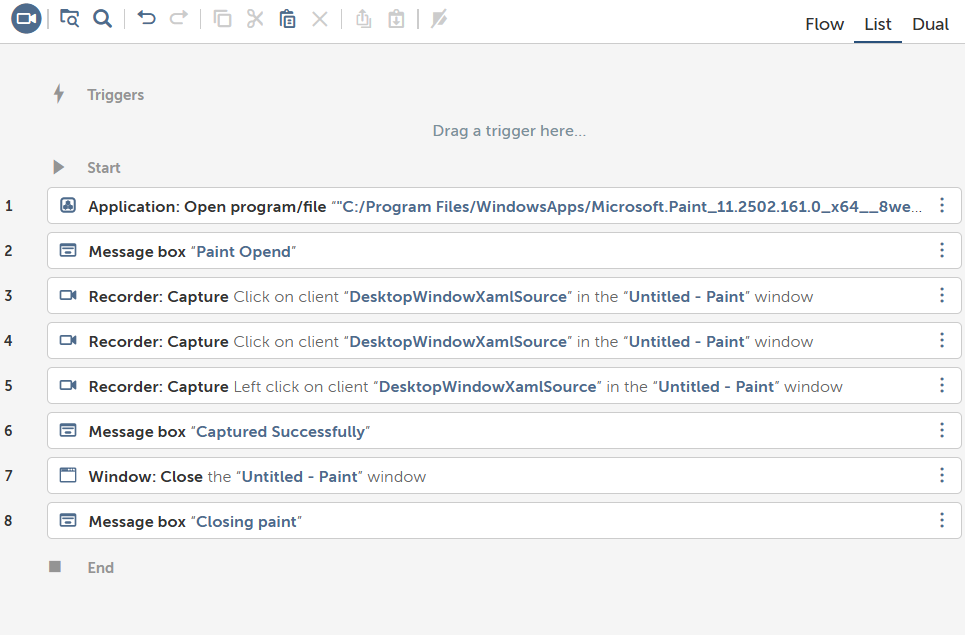 Flow List Dual
Triggers
Drag a trigger here...
Start
1 Application: Open program/file “"C:/Program Files/WindowsApps/Microsoft.Paint_11.2502.161.0_x64__8we...
2 Message box “Paint Opend”
3 Recorder: Capture Click on client “DesktopWindowXamlSource” in the “Untitled - Paint” window
4 Recorder: Capture Click on client “DesktopWindowXamlSource” in the “Untitled - Paint” window
5 Recorder: Capture Left click on client “DesktopWindowXamlSource” in the “Untitled - Paint” window
6 Message box “Captured Successfully”
7 Window: Close the “Untitled - Paint” window
8 Message box “Closing paint”
End